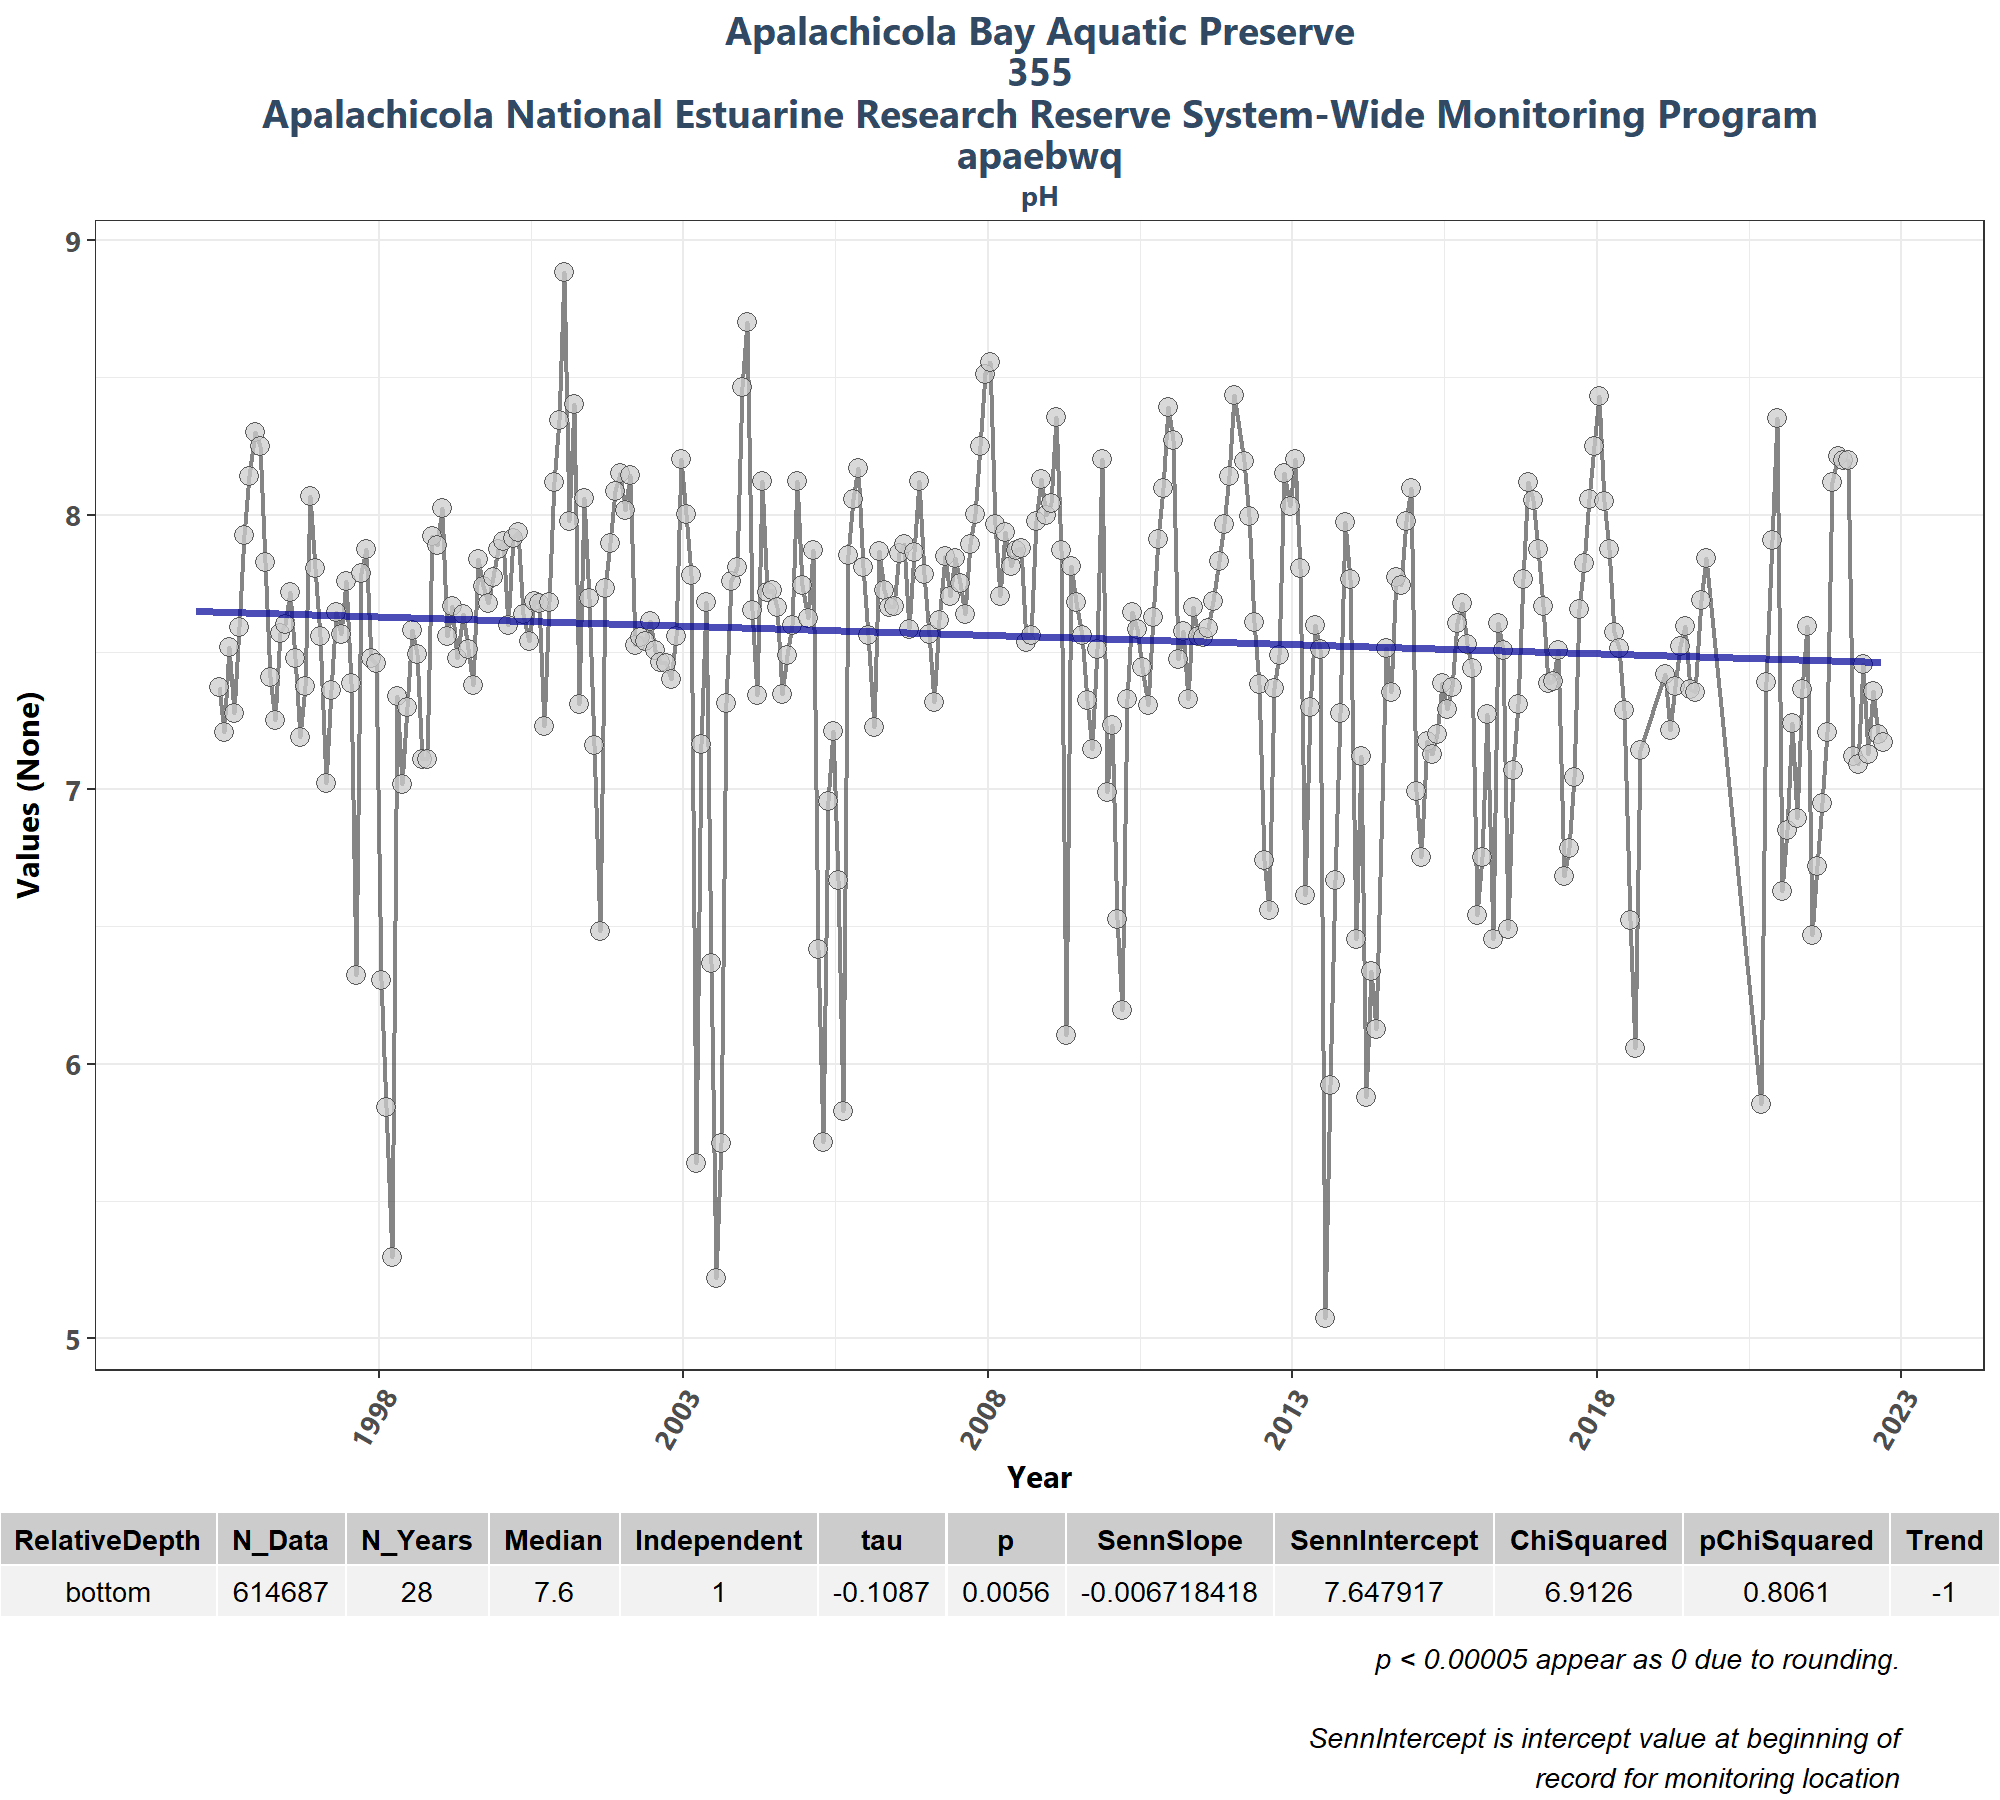 Apalachicola Bay Aquatic Preserve
355
Apalachicola National Estuarine Research Reserve System-Wide Monitoring Program
apaebwq
pH
9
8
7
6
5
Values (None)
1998 2003 2008 2013 2018 2023
Year
RelativeDepth N_Data N_Years Median Independent tau p SennSlope SennIntercept ChiSquared pChiSquared Trend
bottom 614687 28 7.6 1 -0.1087 0.0056 -0.006718418 7.647917 6.9126 0.8061 -1
p < 0.00005 appear as 0 due to rounding.
SennIntercept is intercept value at beginning of
record for monitoring location